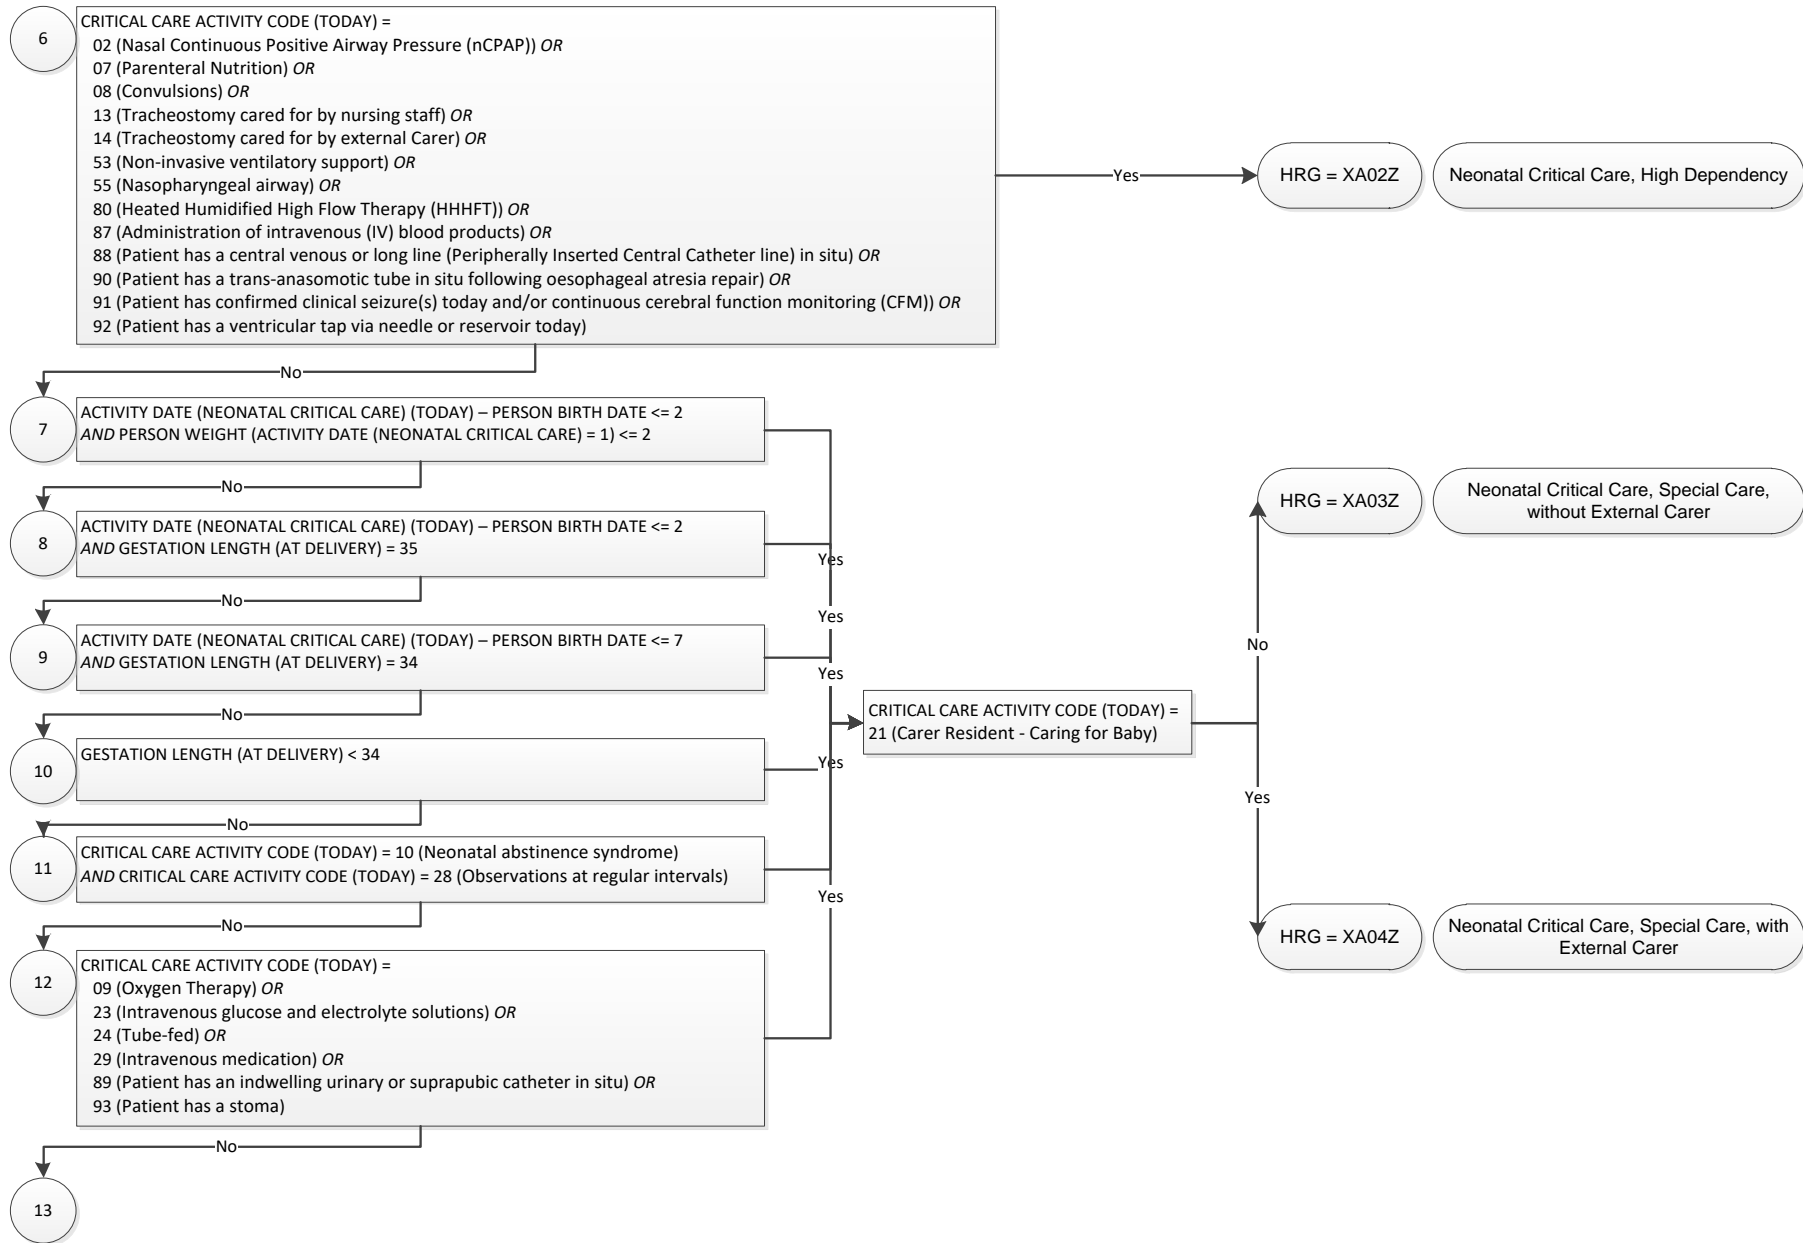 6
CRITICAL CARE ACTIVITY CODE (TODAY) =
02 (Nasal Continuous Positive Airway Pressure (nCPAP)) OR
07 (Parenteral Nutrition) OR
08 (Convulsions) OR
13 (Tracheostomy cared for by nursing staff) OR
14 (Tracheostomy cared for by external Carer) OR
53 (Non-invasive ventilatory support) OR
55 (Nasopharyngeal airway) OR
80 (Heated Humidified High Flow Therapy (HHHFT)) OR
87 (Administration of intravenous (IV) blood products) OR
88 (Patient has a central venous or long line (Peripherally Inserted Central Catheter line) in situ) OR
90 (Patient has a trans-anasomotic tube in situ following oesophageal atresia repair) OR
91 (Patient has confirmed clinical seizure(s) today and/or continuous cerebral function monitoring (CFM)) OR
92 (Patient has a ventricular tap via needle or reservoir today)
Yes
HRG = XA02Z
Neonatal Critical Care, High Dependency
No
7
ACTIVITY DATE (NEONATAL CRITICAL CARE) (TODAY) – PERSON BIRTH DATE <= 2
AND PERSON WEIGHT (ACTIVITY DATE (NEONATAL CRITICAL CARE) = 1) <= 2
No
8
ACTIVITY DATE (NEONATAL CRITICAL CARE) (TODAY) – PERSON BIRTH DATE <= 2
AND GESTATION LENGTH (AT DELIVERY) = 35
Yes
No
9
ACTIVITY DATE (NEONATAL CRITICAL CARE) (TODAY) – PERSON BIRTH DATE <= 7
AND GESTATION LENGTH (AT DELIVERY) = 34
Yes
Yes
No
10
GESTATION LENGTH (AT DELIVERY) < 34
Yes
No
11
CRITICAL CARE ACTIVITY CODE (TODAY) = 10 (Neonatal abstinence syndrome)
AND CRITICAL CARE ACTIVITY CODE (TODAY) = 28 (Observations at regular intervals)
Yes
No
12
CRITICAL CARE ACTIVITY CODE (TODAY) =
09 (Oxygen Therapy) OR
23 (Intravenous glucose and electrolyte solutions) OR
24 (Tube-fed) OR
29 (Intravenous medication) OR
89 (Patient has an indwelling urinary or suprapubic catheter in situ) OR
93 (Patient has a stoma)
No
13
CRITICAL CARE ACTIVITY CODE (TODAY) =
21 (Carer Resident - Caring for Baby)
No
HRG = XA03Z
Neonatal Critical Care, Special Care,
without External Carer
Yes
HRG = XA04Z
Neonatal Critical Care, Special Care, with
External Carer